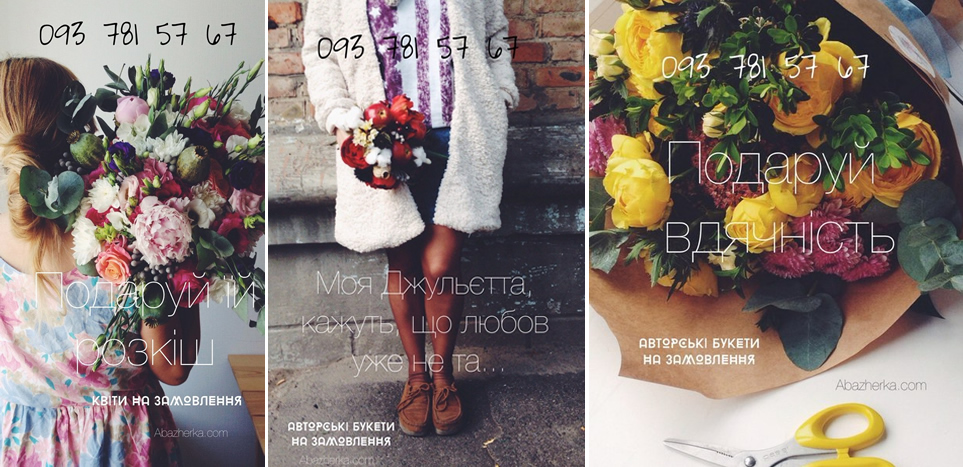 093 781 57 67
Подаруй їй
розкіш
КВІТИ НА ЗАМОВЛЕННЯ
Abazherka.com
093 781 57 67
Моя Джульєтта,
кажуть, що любов
уже не та...
АВТОРСЬКІ БУКЕТИ
НА ЗАМОВЛЕННЯ
Abazherka.com
093 781 57 67
Подаруй
вдячність
АВТОРСЬКІ БУКЕТИ
НА ЗАМОВЛЕННЯ
Abazherka.com